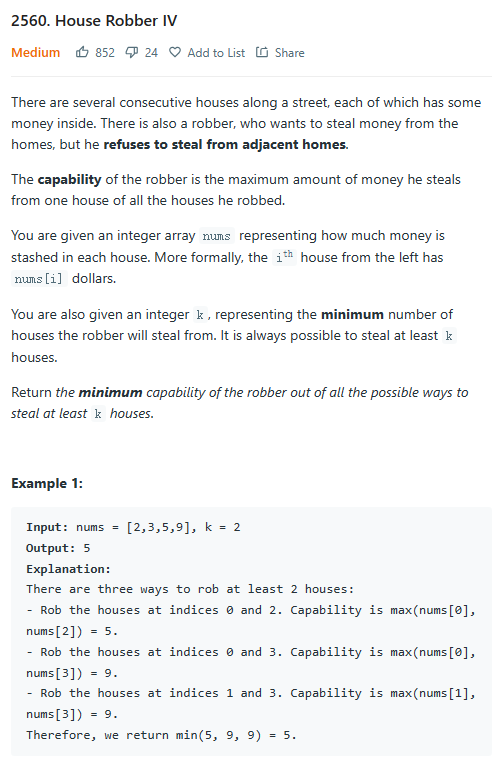 2560. House Robber IV
Medium 852 24 Add to List Share
There are several consecutive houses along a street, each of which has some
money inside. There is also a robber, who wants to steal money from the
homes, but he refuses to steal from adjacent homes.
The capability of the robber is the maximum amount of money he steals
from one house of all the houses he robbed.
You are given an integer array nums representing how much money is
stashed in each house. More formally, the ith house from the left has
nums[i] dollars.
You are also given an integer k, representing the minimum number of
houses the robber will steal from. It is always possible to steal at least k
houses.
Return the minimum capability of the robber out of all the possible ways to
steal at least k houses.
Example 1:
Input: nums = [2,3,5,9], k = 2
Output: 5
Explanation:
There are three ways to rob at least 2 houses:
- Rob the houses at indices 0 and 2. Capability is max(nums[0],
nums[2]) = 5.
- Rob the houses at indices 0 and 3. Capability is max(nums[0],
nums[3]) = 9.
- Rob the houses at indices 1 and 3. Capability is max(nums[1],
nums[3]) = 9.
Therefore, we return min(5, 9, 9) = 5.